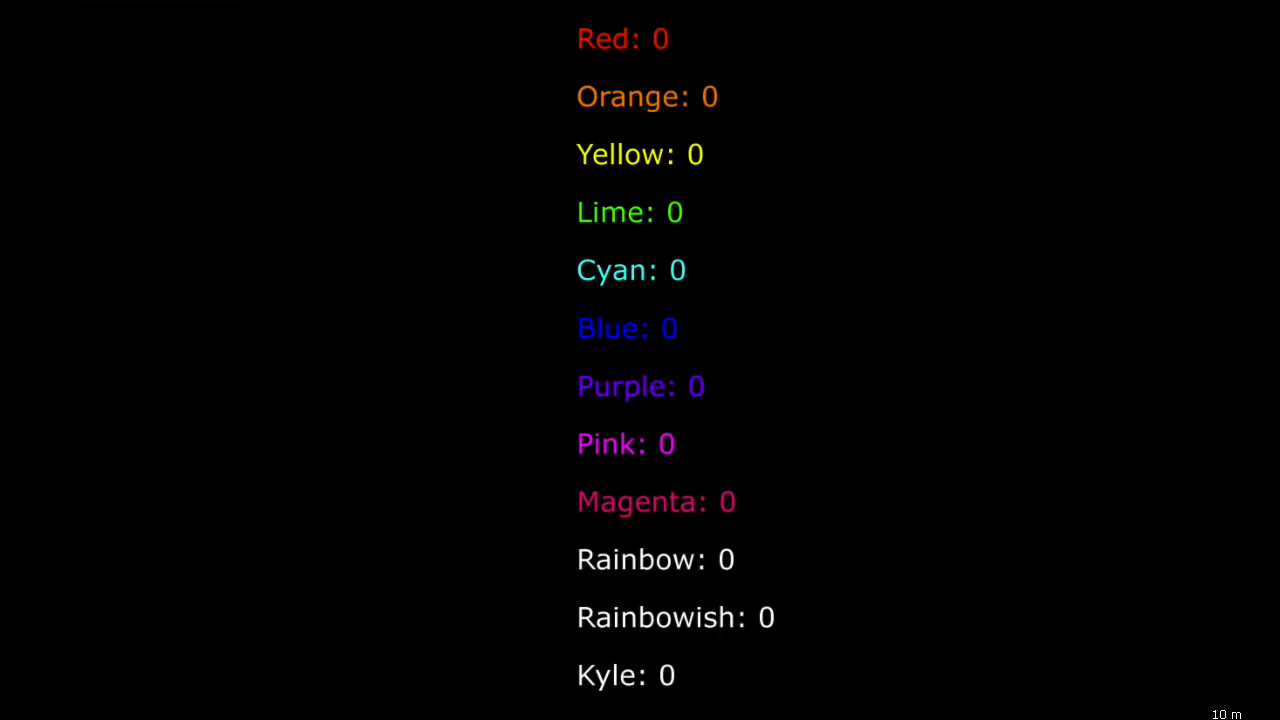 Red: 0
Orange: 0
Yellow: 0
Lime: 0
Cyan: 0
Blue: 0
Purple: 0
Pink: 0
Magenta: 0
Rainbow: 0
Rainbowish: 0
Kyle: 0
10 m